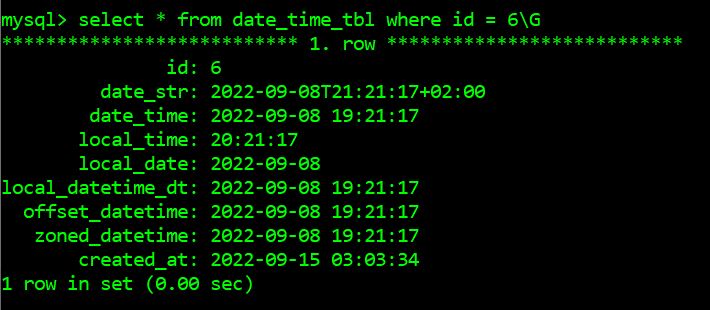 mysql> select * from date_time_tbl where id = 6\G
*************************** 1. row ***************************
id: 6
date_str: 2022-09-08T21:21:17+02:00
date_time: 2022-09-08 19:21:17
local_time: 20:21:17
local_date: 2022-09-08
local_datetime_dt: 2022-09-08 19:21:17
offset_datetime: 2022-09-08 19:21:17
zoned_datetime: 2022-09-08 19:21:17
created_at: 2022-09-15 03:03:34
1 row in set (0.00 sec)